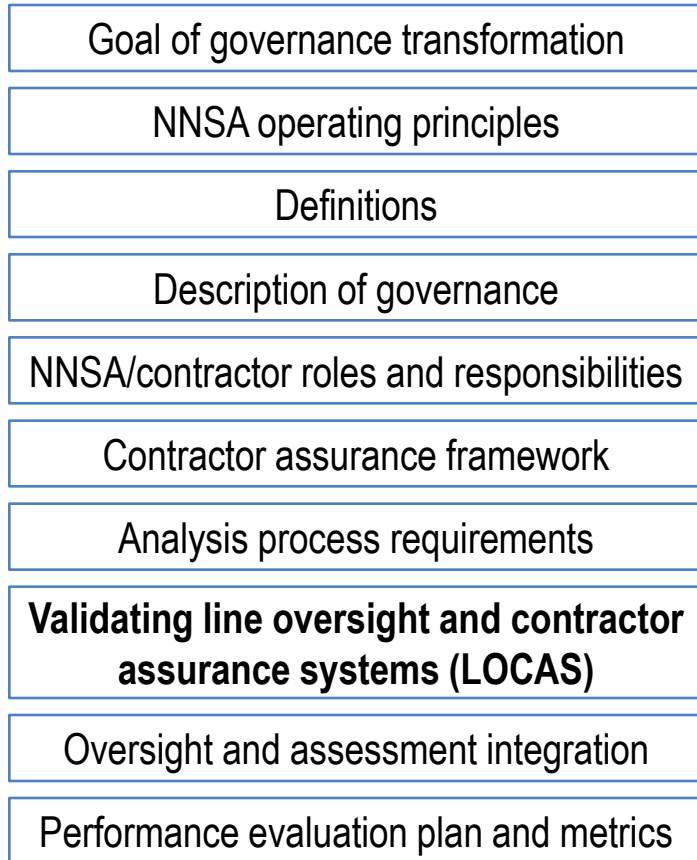 Goal of governance transformation
NNSA operating principles
Definitions
Description of governance
NNSA/contractor roles and responsibilities
Contractor assurance framework
Analysis process requirements
Validating line oversight and contractor
assurance systems (LOCAS)
Oversight and assessment integration
Performance evaluation plan and metrics